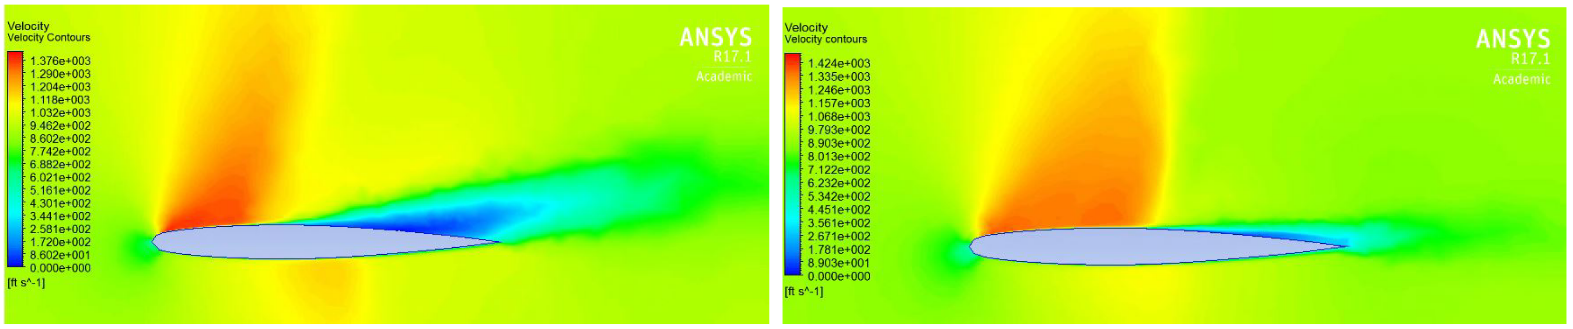 Velocity
Velocity Contours
1.376e+003
1.290e+003
1.204e+003
1.118e+003
1.032e+003
9.462e+002
8.602e+002
7.742e+002
6.882e+002
6.021e+002
5.161e+002
4.301e+002
3.441e+002
2.581e+002
1.720e+002
8.602e+001
0.000e+000
[ft s^-1]
ANSYS
R17.1
Academic
Velocity
Velocity contours
1.424e+003
1.335e+003
1.246e+003
1.157e+003
1.068e+003
9.793e+002
8.903e+002
8.013e+002
7.122e+002
6.232e+002
5.342e+002
4.451e+002
3.561e+002
2.671e+002
1.781e+002
8.903e+001
0.000e+000
[ft s^-1]
ANSYS
R17.1
Academic